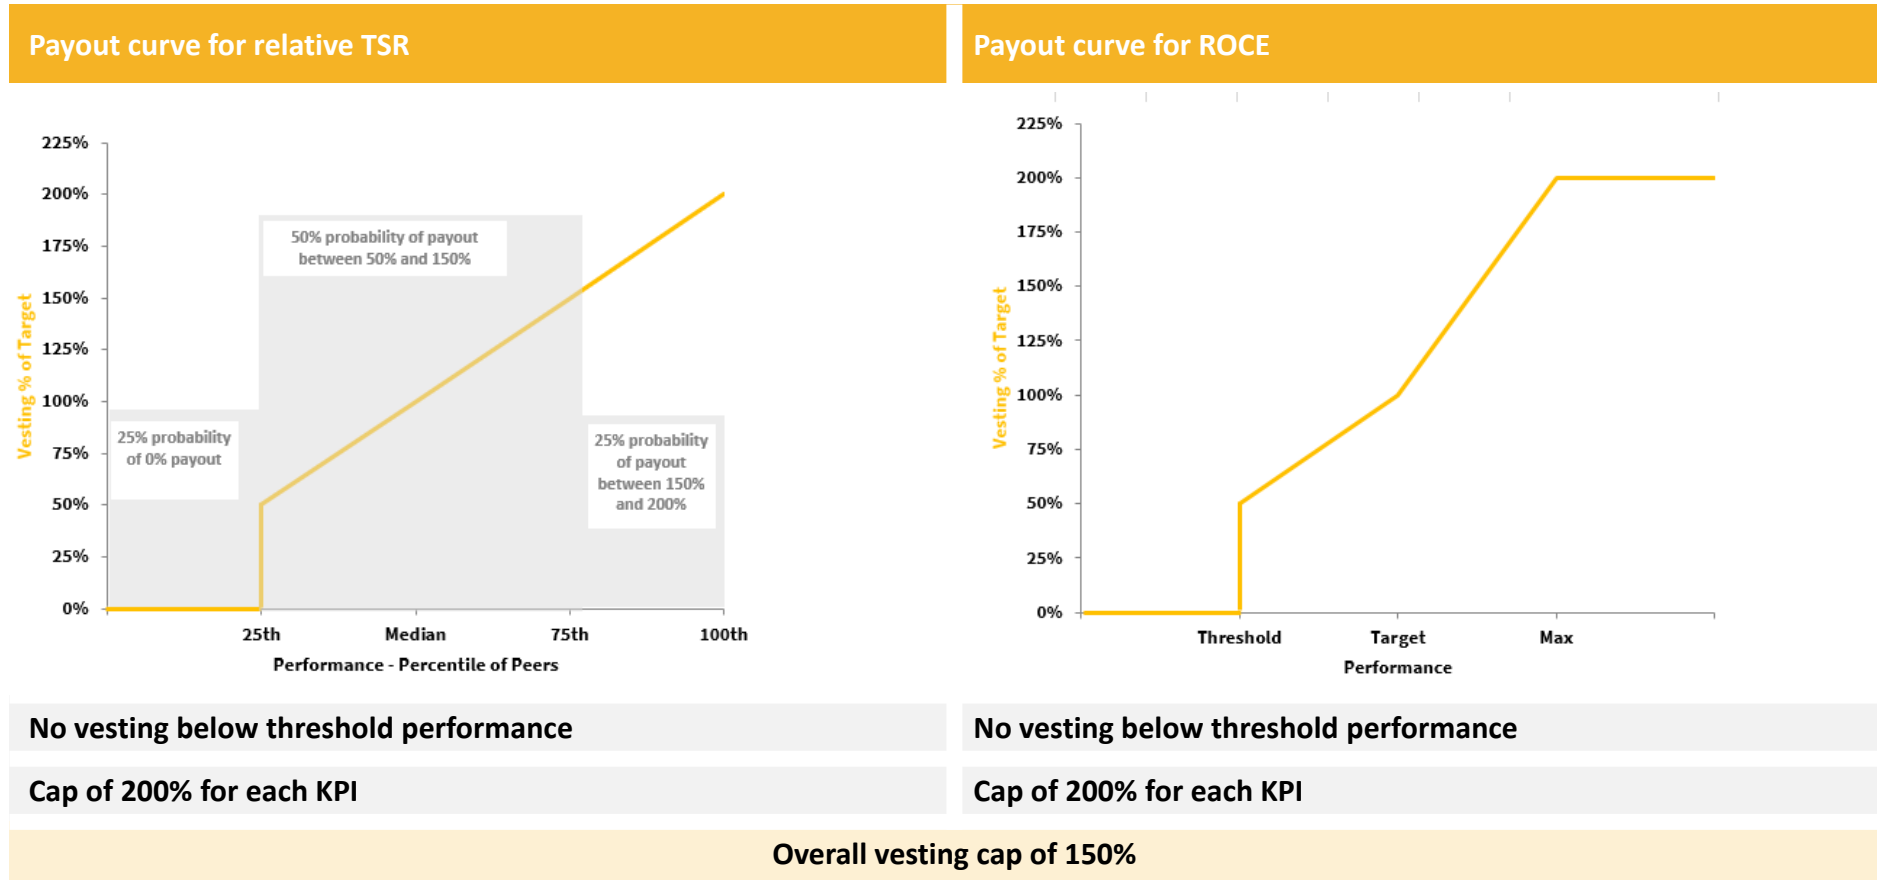 Payout curve for relative TSR
225%
200%
175%
150%
125%
100%
75%
50%
25%
0%
Vesting % of Target
50% probability of payout
between 50% and 150%
25% probability
of 0% payout
25% probability
of payout
between 150%
and 200%
25th
Median
75th
100th
Performance - Percentile of Peers
No vesting below threshold performance
Cap of 200% for each KPI
Payout curve for ROCE
225%
200%
175%
150%
125%
100%
75%
50%
25%
0%
Vesting % of Target
Threshold
Target
Max
Performance
No vesting below threshold performance
Cap of 200% for each KPI
Overall vesting cap of 150%